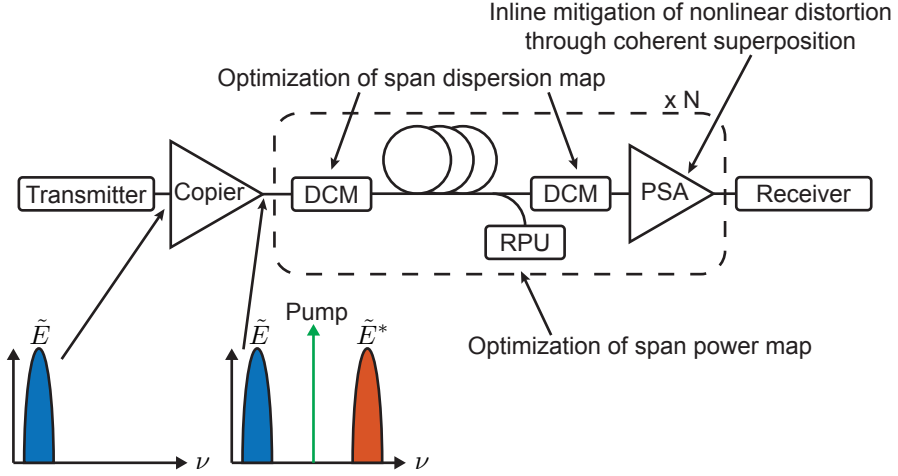 Inline mitigation of nonlinear distortion
through coherent superposition
Optimization of span dispersion map
x N
Transmitter
Copier
DCM
DCM
PSA
Receiver
RPU
Ẽ
Ẽ
Pump
Ẽ*
Optimization of span power map
ν
ν